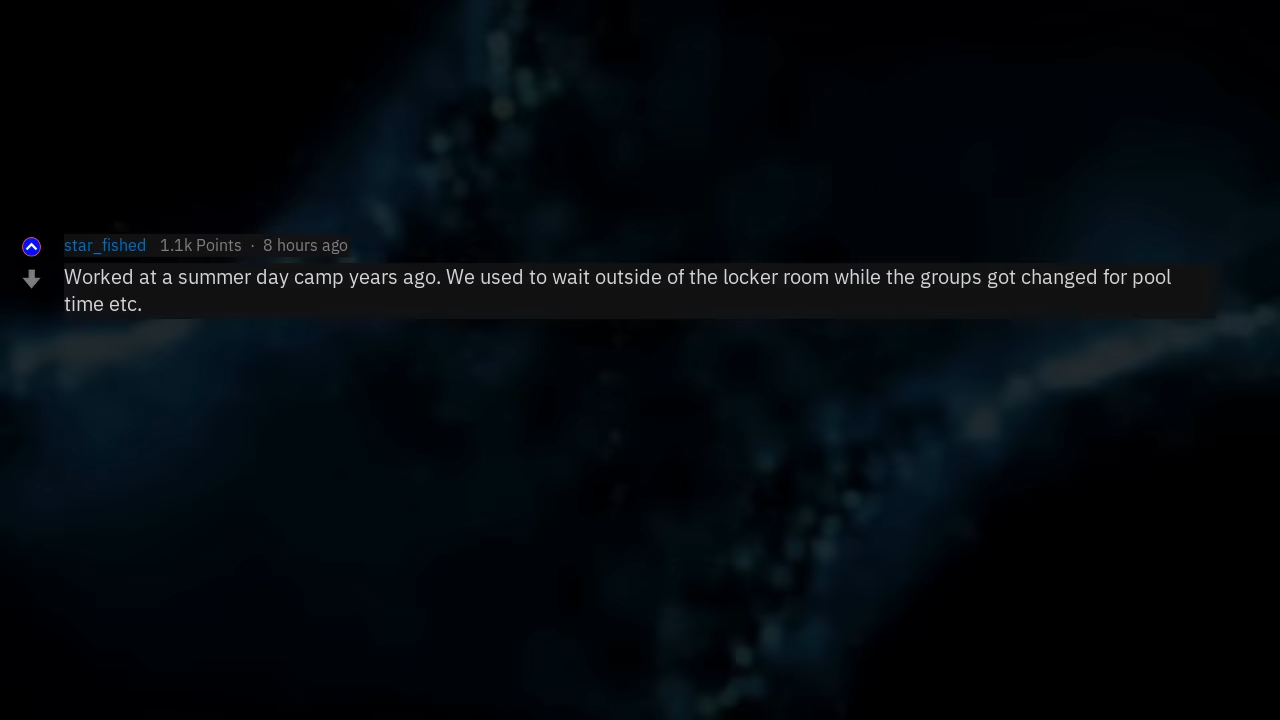 star_fished 1.1k Points · 8 hours ago
Worked at a summer day camp years ago. We used to wait outside of the locker room while the groups got changed for pool
time etc.